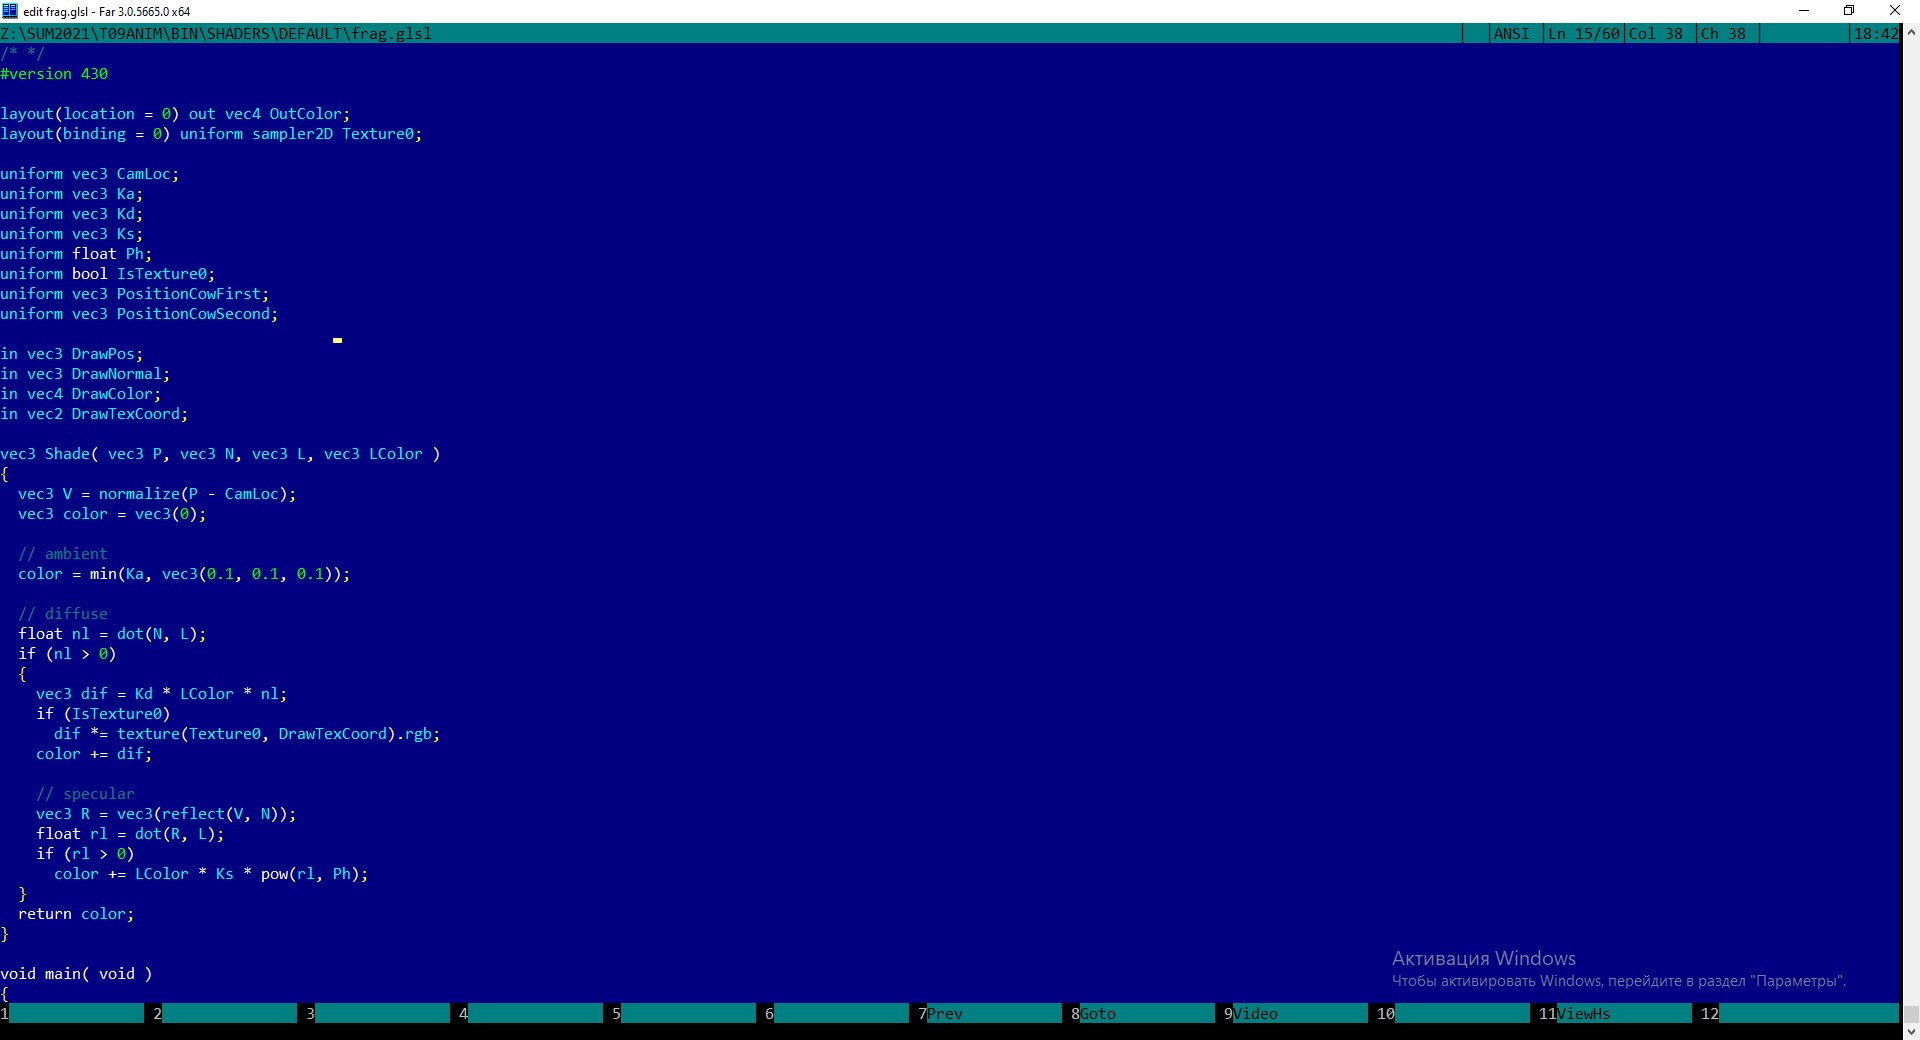 edit frag.glsl - Far 3.0.5665.0 x64
Z:\SUM2021\T09ANIM\BIN\SHADERS\DEFAULT\frag.glsl ANSI Ln 15/60 Col 38 Ch 38 18:42
/* */
#version 430
layout(location = 0) out vec4 OutColor;
layout(binding = 0) uniform sampler2D Texture0;
uniform vec3 CamLoc;
uniform vec3 Ka;
uniform vec3 Kd;
uniform vec3 Ks;
uniform float Ph;
uniform bool IsTexture0;
uniform vec3 PositionCowFirst;
uniform vec3 PositionCowSecond;
in vec3 DrawPos;
in vec3 DrawNormal;
in vec4 DrawColor;
in vec2 DrawTexCoord;
vec3 Shade( vec3 P, vec3 N, vec3 L, vec3 LColor )
{
  vec3 V = normalize(P - CamLoc);
  vec3 color = vec3(0);
  // ambient
  color = min(Ka, vec3(0.1, 0.1, 0.1));
  // diffuse
  float nl = dot(N, L);
  if (nl > 0)
  {
    vec3 dif = Kd * LColor * nl;
    if (IsTexture0)
      dif *= texture(Texture0, DrawTexCoord).rgb;
    color += dif;
    // specular
    vec3 R = vec3(reflect(V, N));
    float rl = dot(R, L);
    if (rl > 0)
      color += LColor * Ks * pow(rl, Ph);
  }
  return color;
}
void main( void )
{
Активация Windows
Чтобы активировать Windows, перейдите в раздел "Параметры".
1 2 3 4 5 6 7Prev 8Goto 9Video 10 11ViewHs 12